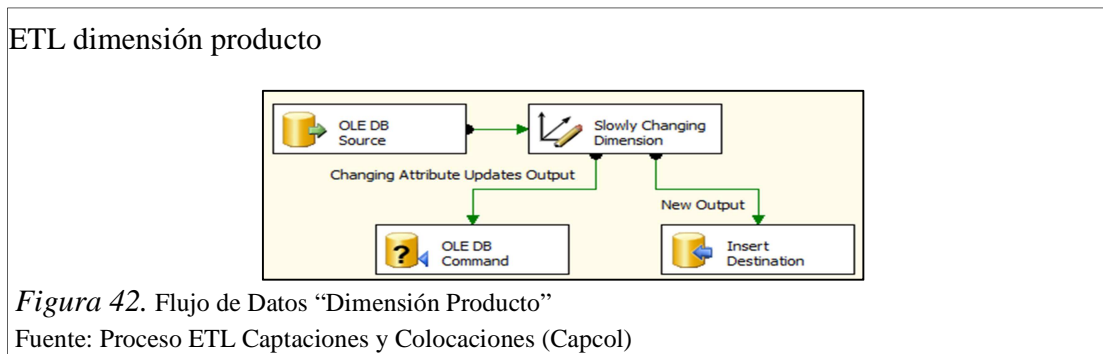 ETL dimensión producto
OLE DB
Source
Slowly Changing
Dimension
Changing Attribute Updates Output
New Output
?
OLE DB
Command
Insert
Destination
Figura 42. Flujo de Datos “Dimensión Producto”
Fuente: Proceso ETL Captaciones y Colocaciones (Capcol)